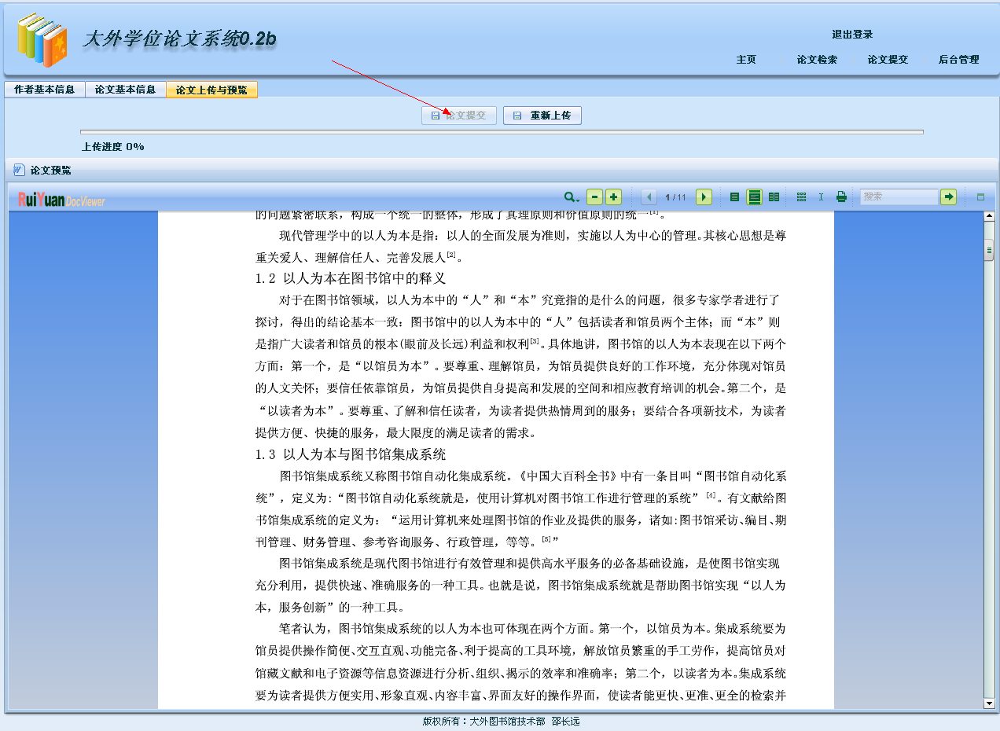 大外学位论文系统0.2b
退出登录
主页 论文检索 论文提交 后台管理
作者基本信息 论文基本信息 论文上传与预览
论文提交 重新上传
上传进度 0%
论文预览
RuiYuan DocViewer 1 / 11 搜索
的问题紧密联系，构成一个统一的整体，形成了真理原则和价值原则的统一[1]。
现代管理学中的以人为本是指：以人的全面发展为准则，实施以人为中心的管理。其核心思想是尊
重关爱人、理解信任人、完善发展人[2]。
1.2 以人为本在图书馆中的释义
对于在图书馆领域，以人为本中的“人”和“本”究竟指的是什么的问题，很多专家学者进行了
探讨，得出的结论基本一致：图书馆中的以人为本中的“人”包括读者和馆员两个主体；而“本”则
是指广大读者和馆员的根本(眼前及长远)利益和权利[3]。具体地讲，图书馆的以人为本表现在以下两个
方面：第一个，是“以馆员为本”。要尊重、理解馆员，为馆员提供良好的工作环境，充分体现对馆员
的人文关怀；要信任依靠馆员，为馆员提供自身提高和发展的空间和相应教育培训的机会。第二个，是
“以读者为本”。要尊重、了解和信任读者，为读者提供热情周到的服务；要结合各项新技术，为读者
提供方便、快捷的服务，最大限度的满足读者的需求。
1.3 以人为本与图书馆集成系统
图书馆集成系统又称图书馆自动化集成系统。《中国大百科全书》中有一条目叫“图书馆自动化系
统”，定义为：“图书馆自动化系统就是，使用计算机对图书馆工作进行管理的系统”[4]。有文献给图
书馆集成系统的定义为：“运用计算机来处理图书馆的作业及提供的服务，诸如:图书馆采访、编目、期
刊管理、财务管理、参考咨询服务、行政管理，等等。[5]”
图书馆集成系统是现代图书馆进行有效管理和提供高水平服务的必备基础设施，是使图书馆实现
充分利用，提供快速、准确服务的一种工具。也就是说，图书馆集成系统就是帮助图书馆实现“以人为
本，服务创新”的一种工具。
笔者认为，图书馆集成系统的以人为本也可体现在两个方面。第一个，以馆员为本。集成系统要为
馆员提供操作简便、交互直观、功能完备、利于提高的工具环境，解放馆员繁重的手工劳作，提高馆员对
馆藏文献和电子资源等信息资源进行分析、组织、揭示的效率和准确率；第二个，以读者为本。集成系统
要为读者提供方便实用、形象直观、内容丰富、界面友好的操作界面，使读者能更快、更准、更全的检索并
版权所有：大外图书馆技术部 邵长远